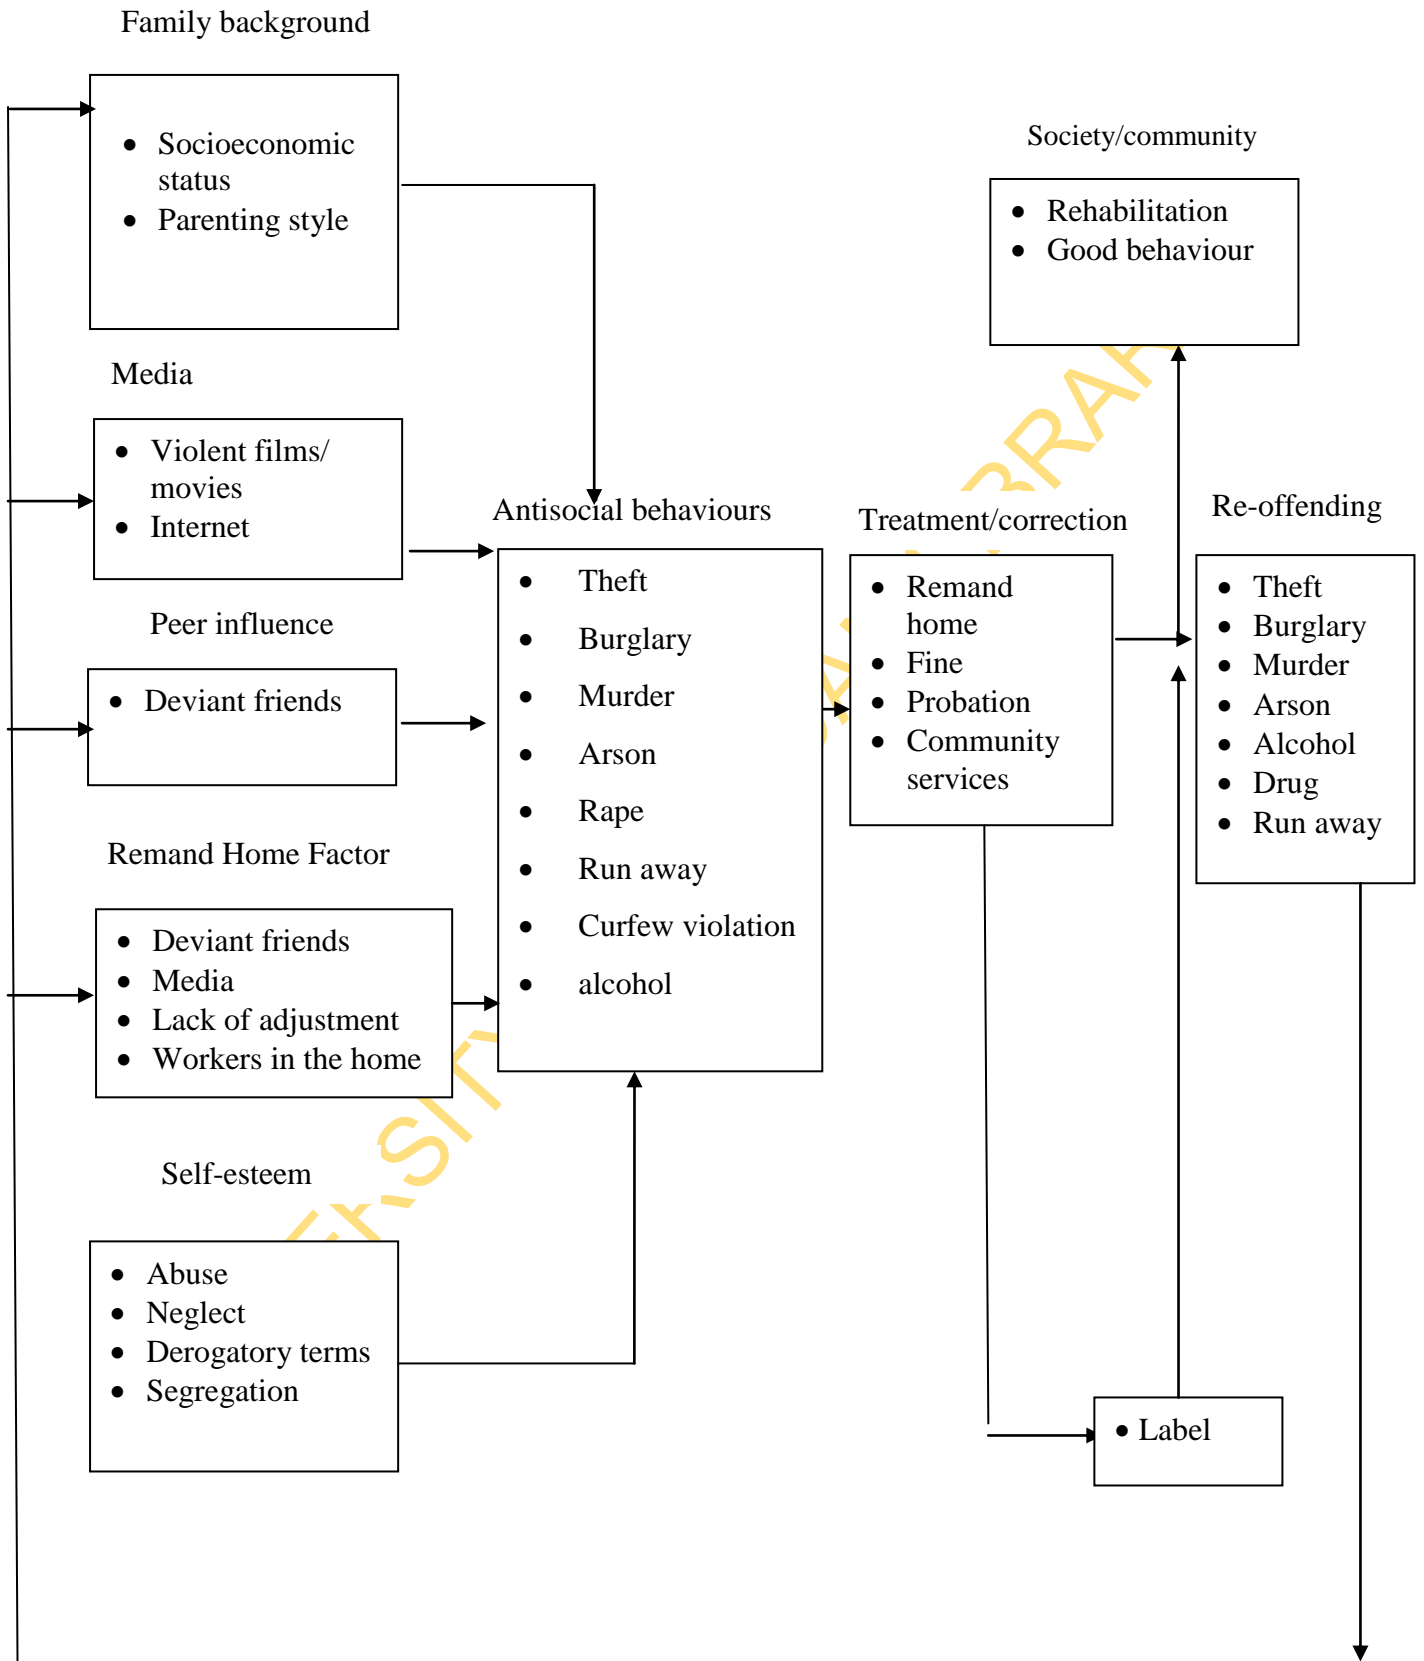 Family background
• Socioeconomic
status
• Parenting style
Society/community
• Rehabilitation
• Good behaviour
Media
• Violent films/
movies
• Internet
Peer influence
• Deviant friends
Remand Home Factor
• Deviant friends
• Media
• Lack of adjustment
• Workers in the home
Self-esteem
• Abuse
• Neglect
• Derogatory terms
• Segregation
Antisocial behaviours
• Theft
• Burglary
• Murder
• Arson
• Rape
• Run away
• Curfew violation
• alcohol
Treatment/correction
• Remand
home
• Fine
• Probation
• Community
services
Re-offending
• Theft
• Burglary
• Murder
• Arson
• Alcohol
• Drug
• Run away
• Label